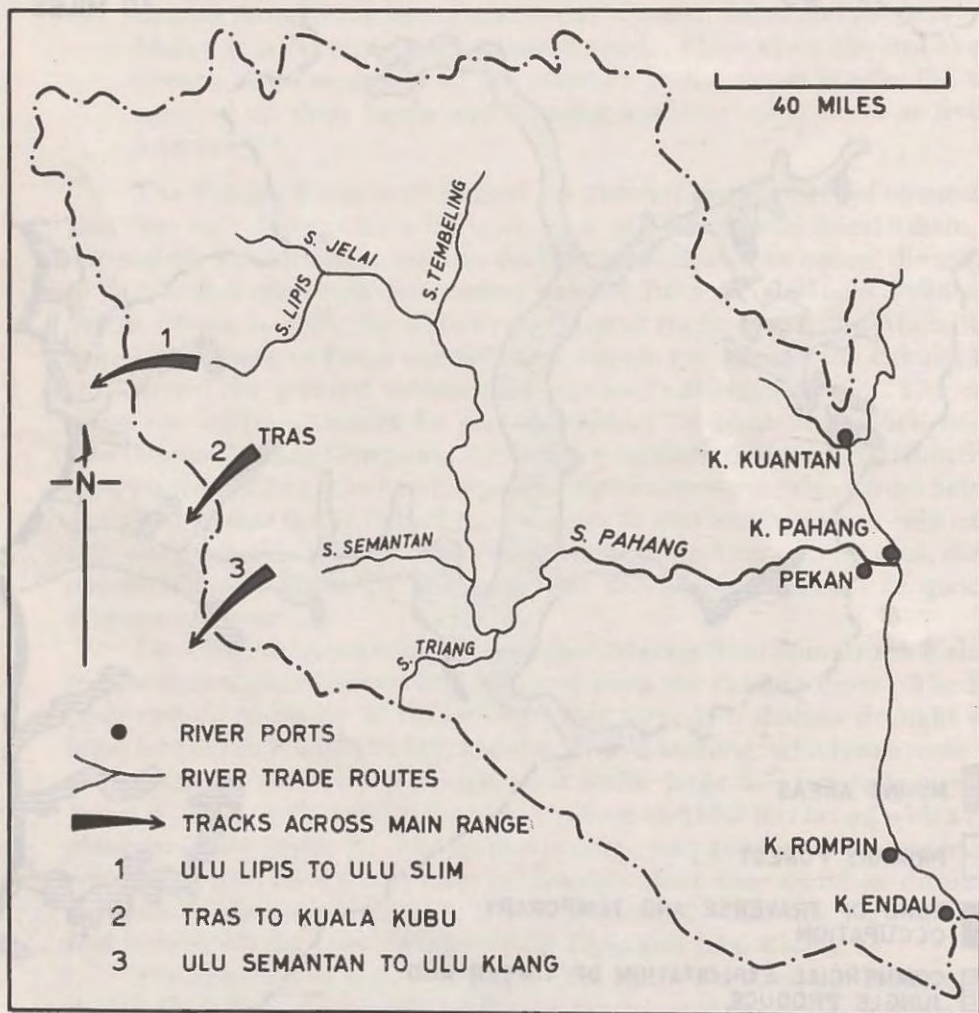 40 MILES
S. JELAI
S. TEMBELING
S. LIPIS
1
2
TRAS
N
K. KUANTAN
K. PAHANG
S. PAHANG
PEKAN
S. SEMANTAN
3
S. TRIANG
RIVER PORTS
RIVER TRADE ROUTES
TRACKS ACROSS MAIN RANGE
1 ULU LIPIS TO ULU SLIM
2 TRAS TO KUALA KUBU
3 ULU SEMANTAN TO ULU KLANG
K. ROMPIN
K. ENDAU